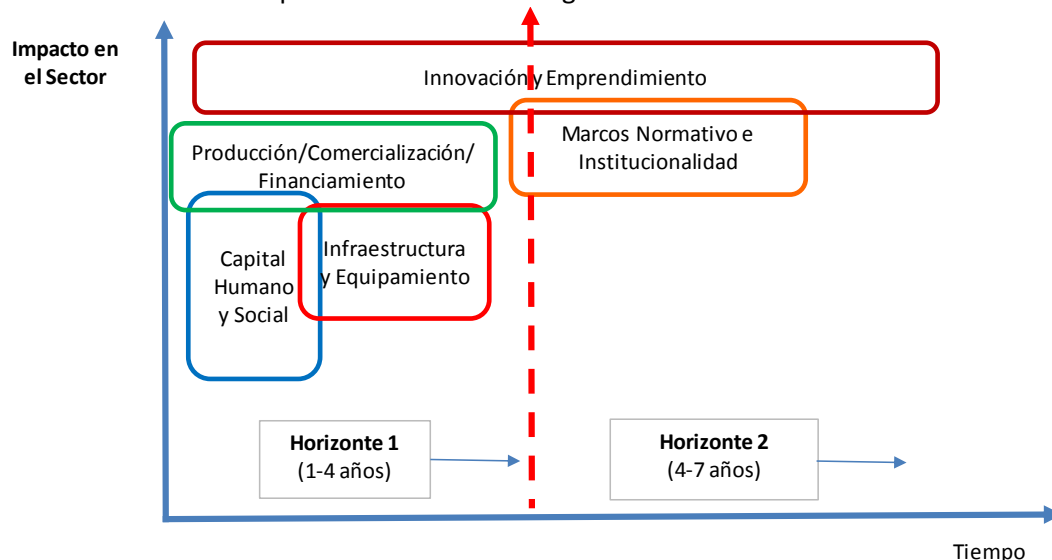 Impacto en
el Sector
Innovación y Emprendimiento
Marcos Normativo e
Institucionalidad
Producción/Comercialización/
Financiamiento
Capital
Humano
y Social
Infraestructura
y Equipamiento
Horizonte 1
(1-4 años)
Horizonte 2
(4-7 años)
Tiempo